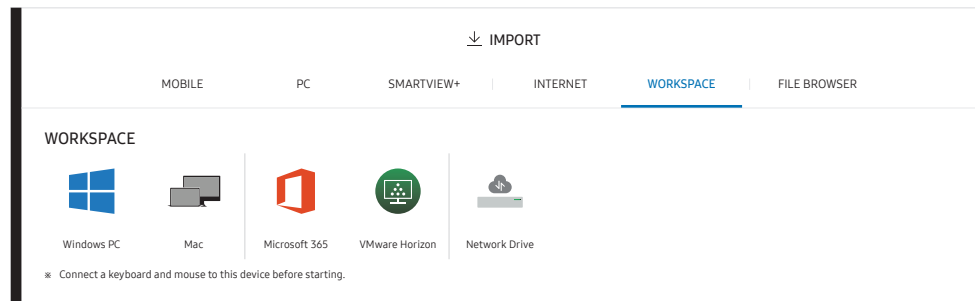 IMPORT
MOBILE PC SMARTVIEW+ INTERNET WORKSPACE FILE BROWSER
WORKSPACE
Windows PC Mac Microsoft 365 VMware Horizon Network Drive
※ Connect a keyboard and mouse to this device before starting.